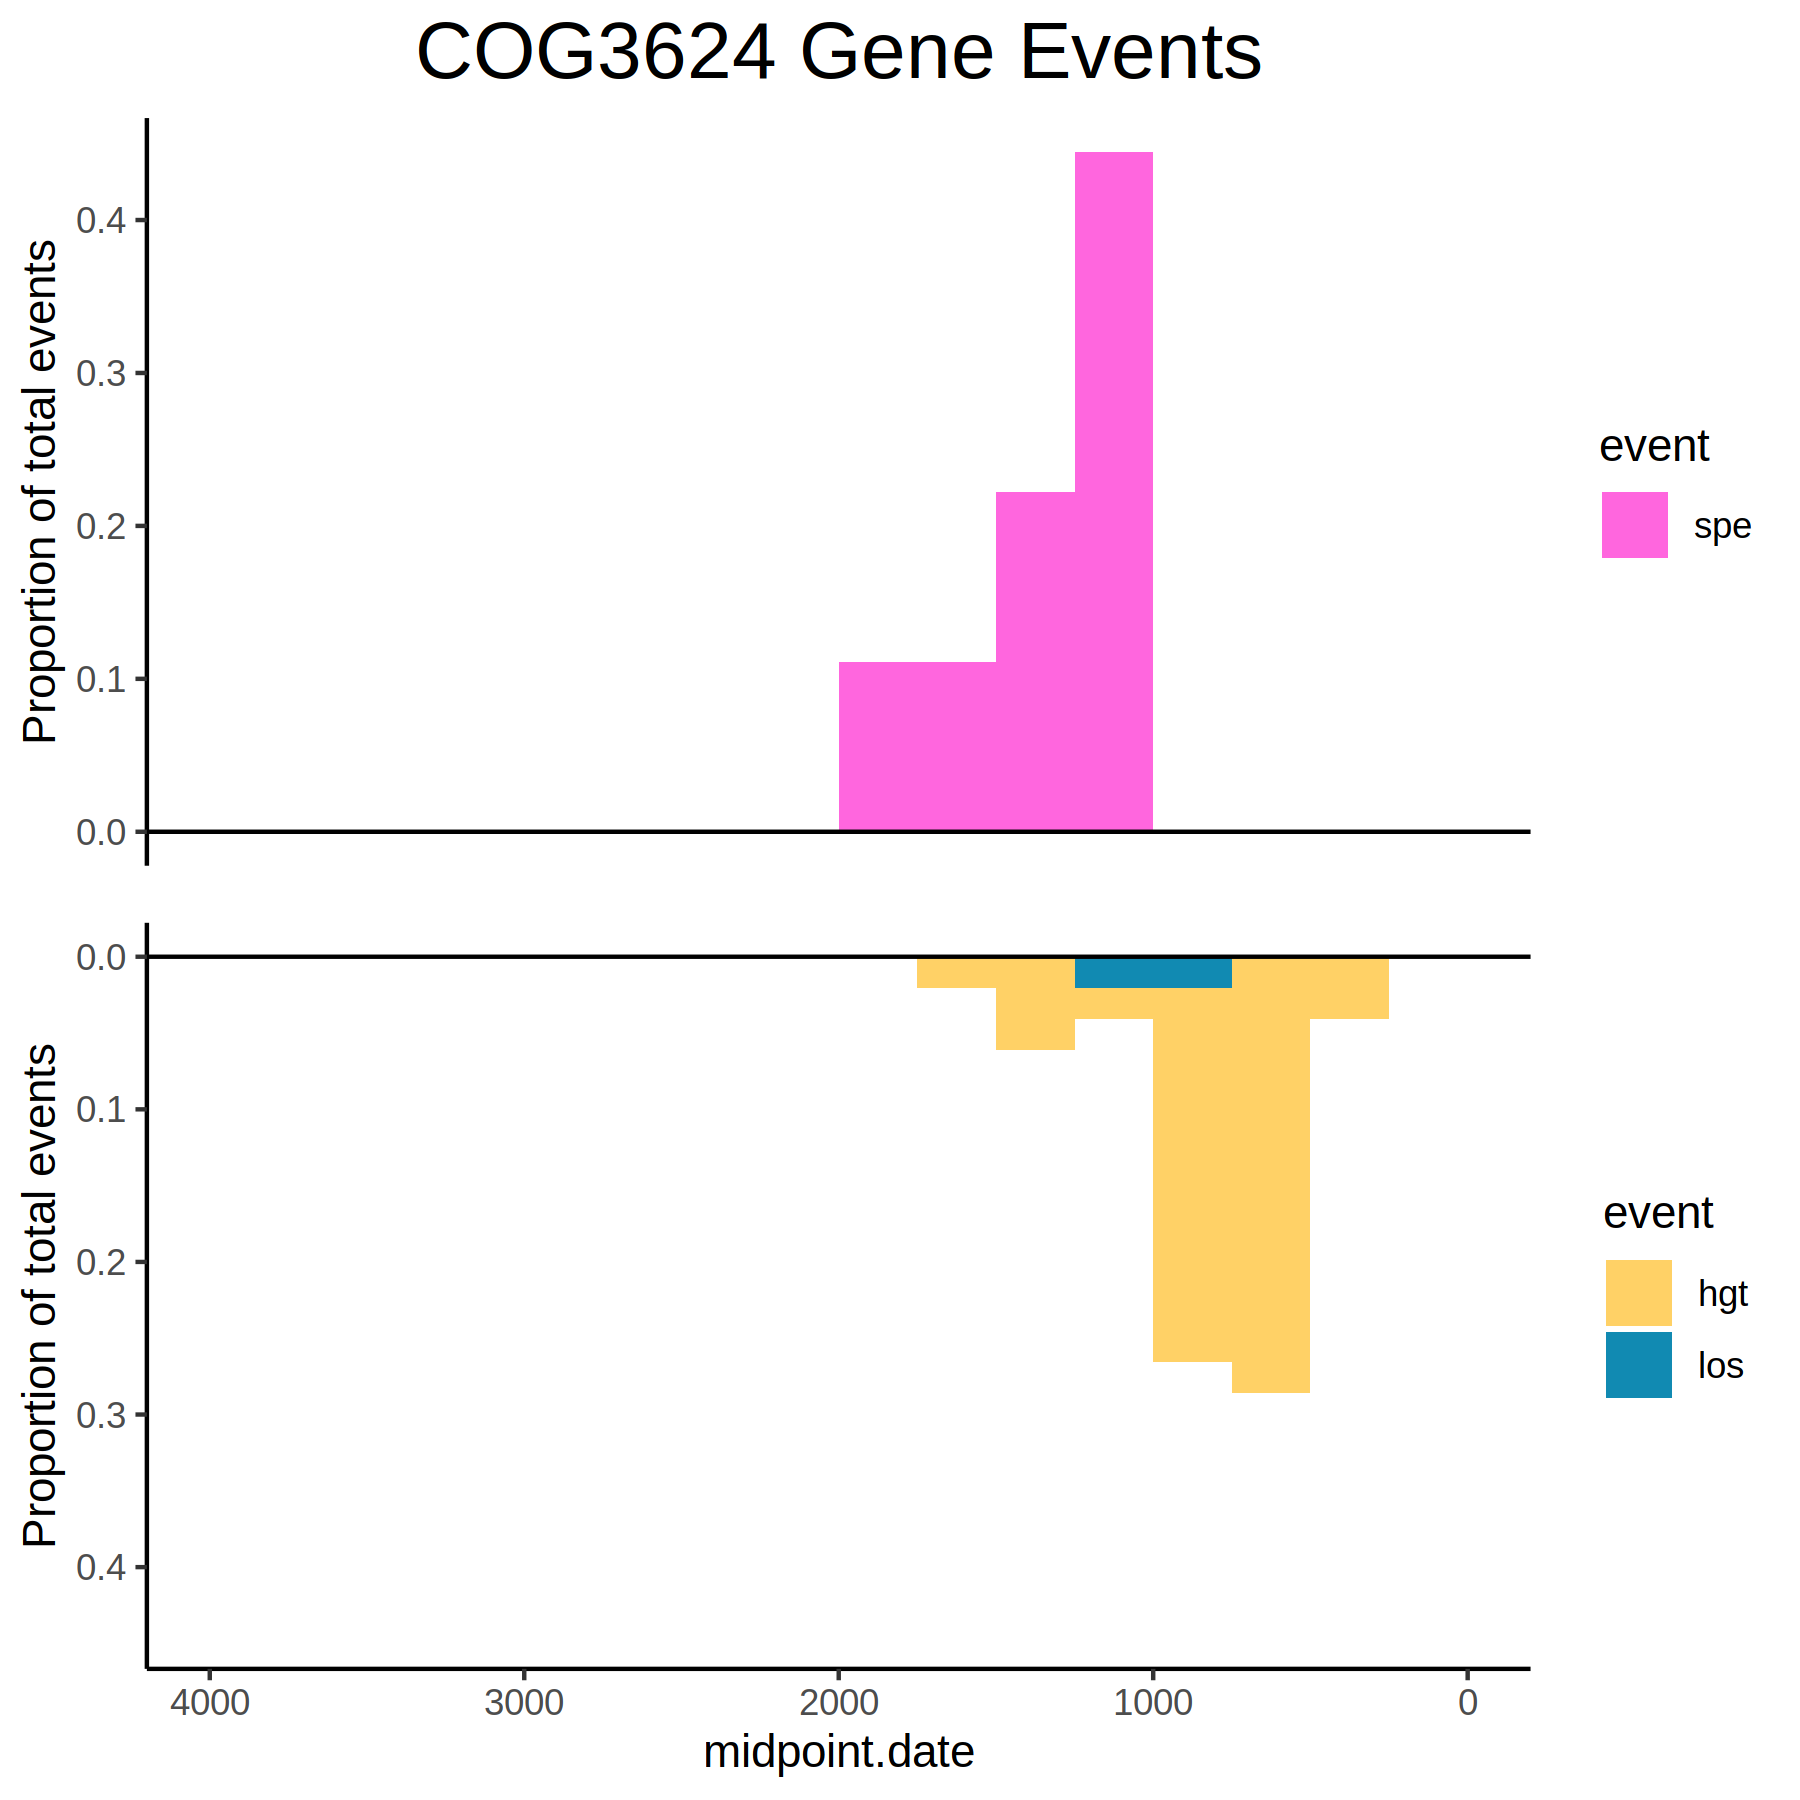 COG3624 Gene Events
Proportion of total events
0.4
0.3
0.2
0.1
0.0
event
spe
Proportion of total events
0.0
0.1
0.2
0.3
0.4
event
hgt
los
4000 3000 2000 1000 0
midpoint.date